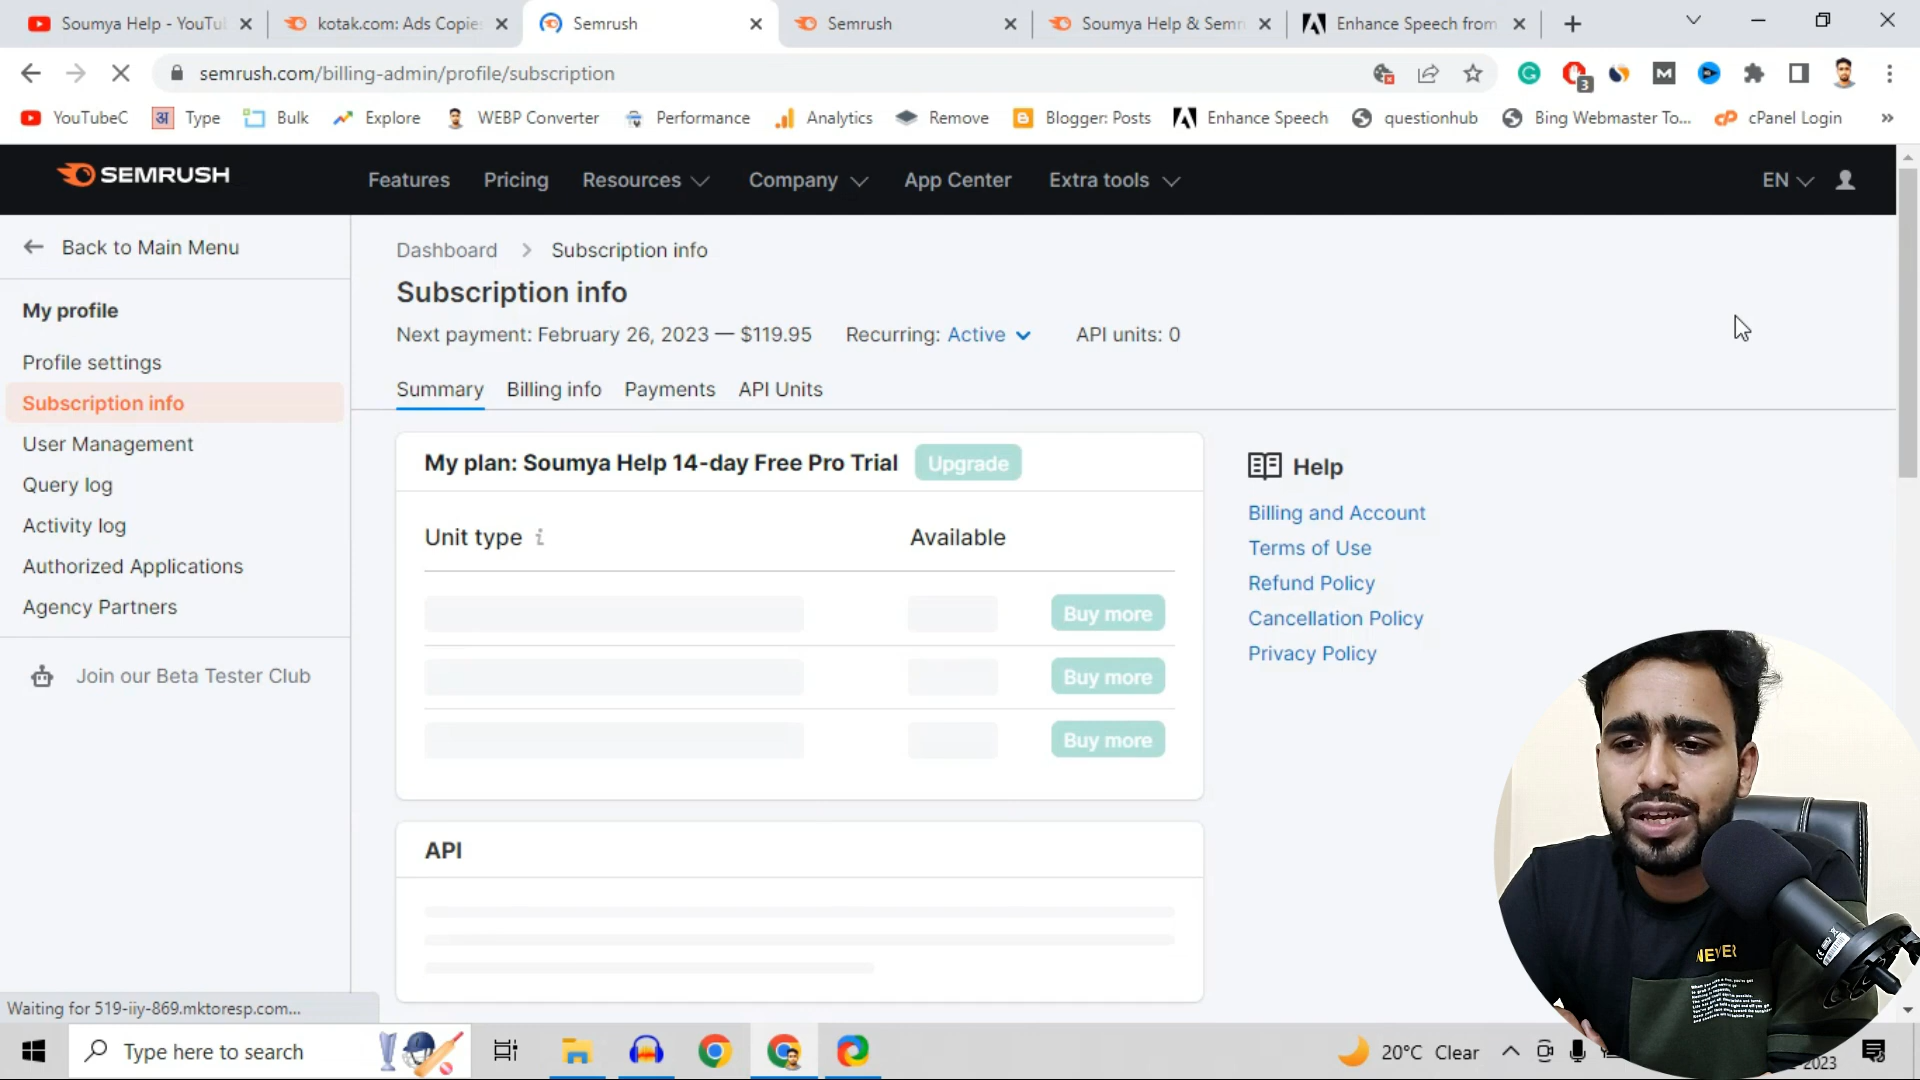 Soumya Help - YouTu
kotak.com: Ads Copie
Semrush
Semrush
Soumya Help & Semr
Enhance Speech from
semrush.com/billing-admin/profile/subscription
3
YouTubeC
अ Type
Bulk
Explore
WEBP Converter
Performance
Analytics
Remove
Blogger: Posts
Enhance Speech
questionhub
Bing Webmaster To...
cPanel Login
SEMRUSH
Features
Pricing
Resources
Company
App Center
Extra tools
EN
Back to Main Menu
My profile
Profile settings
Subscription info
User Management
Query log
Activity log
Authorized Applications
Agency Partners
Join our Beta Tester Club
Dashboard > Subscription info
Subscription info
Next payment: February 26, 2023 — $119.95
Recurring: Active
API units: 0
Summary
Billing info
Payments
API Units
My plan: Soumya Help 14-day Free Pro Trial
Upgrade
Unit type i
Available
Buy more
Buy more
Buy more
API
Help
Billing and Account
Terms of Use
Refund Policy
Cancellation Policy
Privacy Policy
NEVER
Waiting for 519-iiy-869.mktoresp.com...
Type here to search
20°C Clear
2023